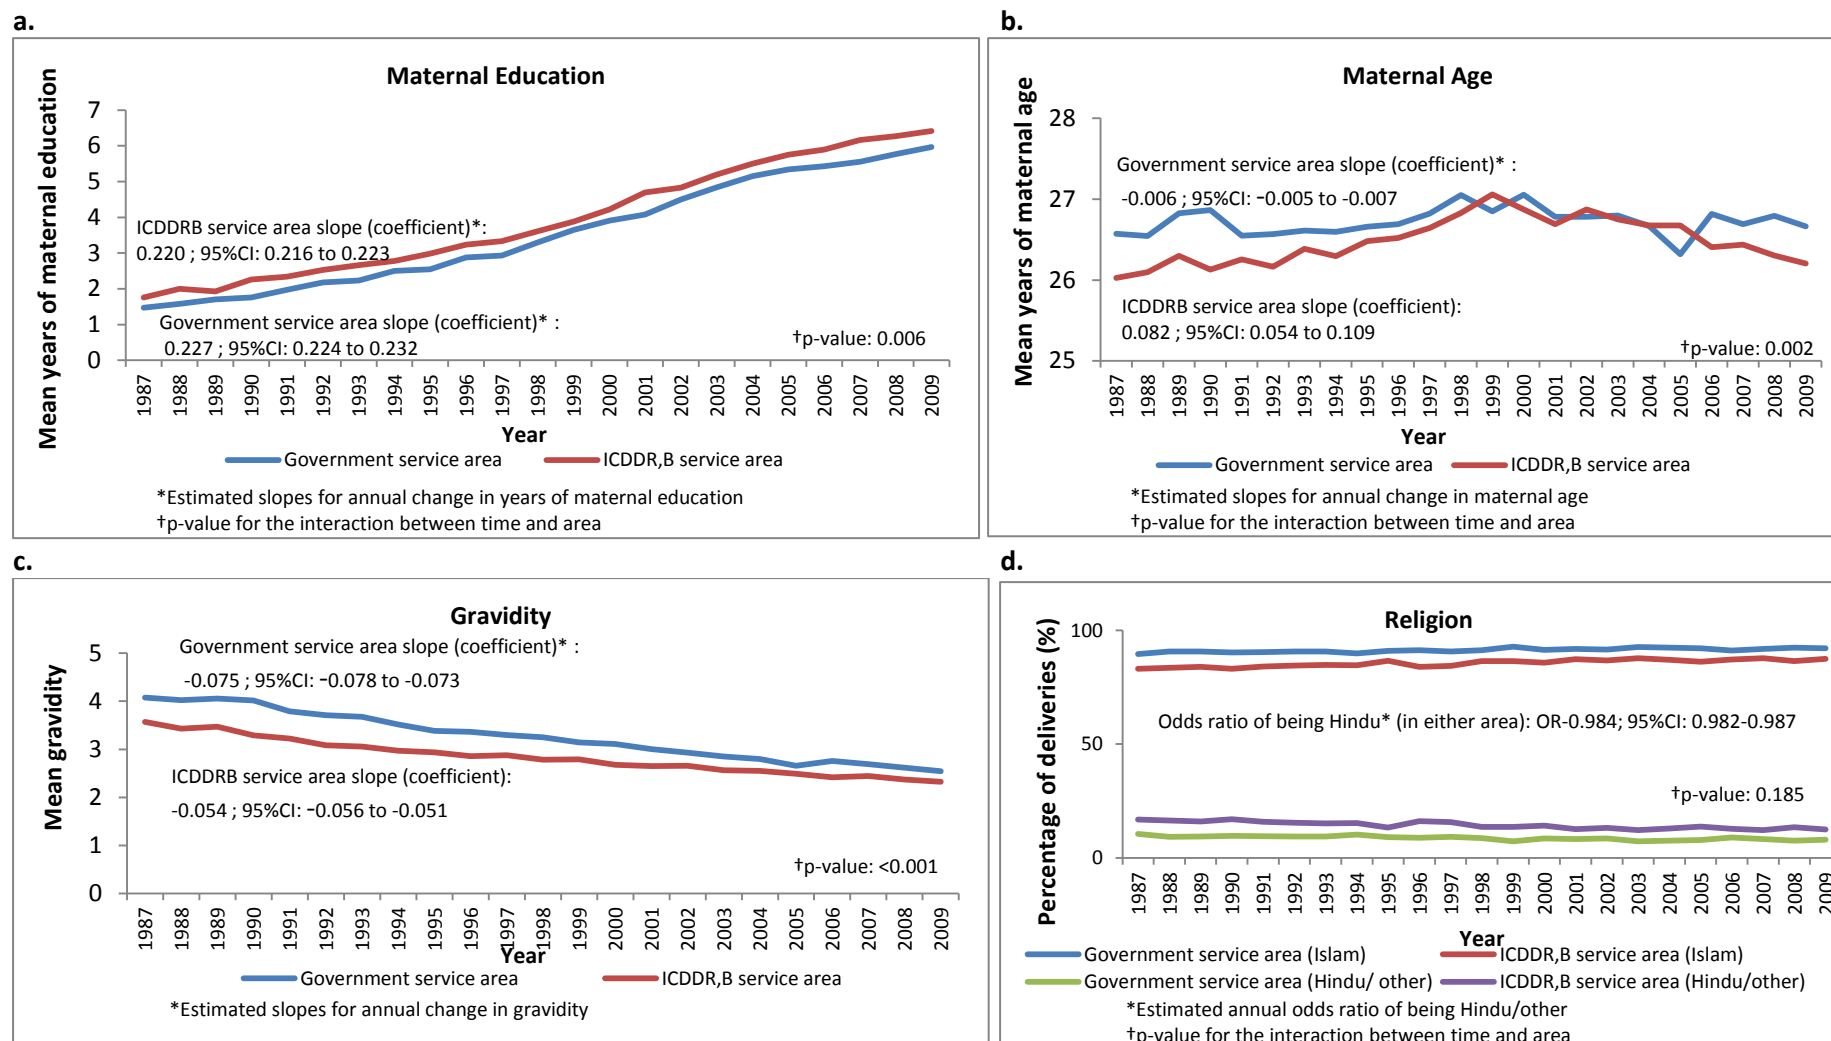 a.
Maternal Education
Mean years of maternal education
7
6
5
4
3
2
1
0
ICDDRB service area slope (coefficient)*:
0.220 ; 95%CI: 0.216 to 0.223
Government service area slope (coefficient)* :
0.227 ; 95%CI: 0.224 to 0.232
†p-value: 0.006
1987 1988 1989 1990 1991 1992 1993 1994 1995 1996 1997 1998 1999 2000 2001 2002 2003 2004 2005 2006 2007 2008 2009
Year
Government service area ICDDR,B service area
*Estimated slopes for annual change in years of maternal education
†p-value for the interaction between time and area
b.
Maternal Age
Mean years of maternal age
28
27
26
25
Government service area slope (coefficient)* :
-0.006 ; 95%CI: -0.005 to -0.007
ICDDRB service area slope (coefficient):
0.082 ; 95%CI: 0.054 to 0.109
†p-value: 0.002
1987 1988 1989 1990 1991 1992 1993 1994 1995 1996 1997 1998 1999 2000 2001 2002 2003 2004 2005 2006 2007 2008 2009
Year
Government service area ICDDR,B service area
*Estimated slopes for annual change in maternal age
†p-value for the interaction between time and area
c.
Gravidity
Mean gravidity
5
4
3
2
1
0
Government service area slope (coefficient)* :
-0.075 ; 95%CI: -0.078 to -0.073
ICDDRB service area slope (coefficient):
-0.054 ; 95%CI: -0.056 to -0.051
†p-value: <0.001
1987 1988 1989 1990 1991 1992 1993 1994 1995 1996 1997 1998 1999 2000 2001 2002 2003 2004 2005 2006 2007 2008 2009
Year
Government service area ICDDR,B service area
*Estimated slopes for annual change in gravidity
d.
Religion
Percentage of deliveries (%)
100
50
0
Odds ratio of being Hindu* (in either area): OR-0.984; 95%CI: 0.982-0.987
†p-value: 0.185
1987 1988 1989 1990 1991 1992 1993 1994 1995 1996 1997 1998 1999 2000 2001 2002 2003 2004 2005 2006 2007 2008 2009
Year
Government service area (Islam) ICDDR,B service area (Islam)
Government service area (Hindu/ other) ICDDR,B service area (Hindu/other)
*Estimated annual odds ratio of being Hindu/other
†p-value for the interaction between time and area